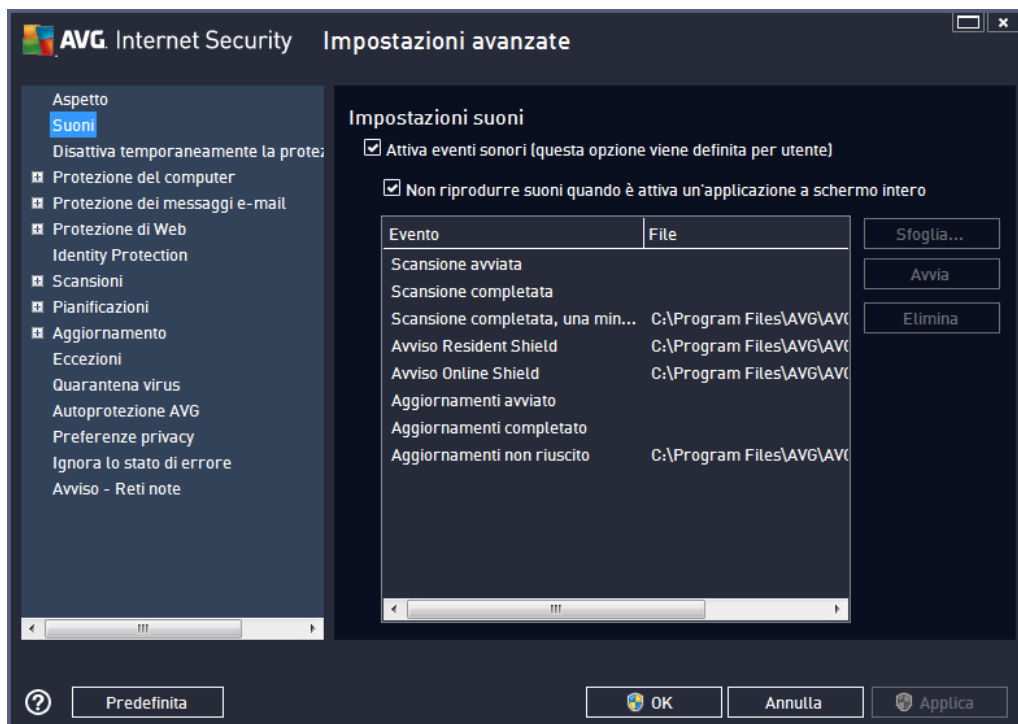 AVG. Internet Security Impostazioni avanzate
Aspetto
Suoni
Disattiva temporaneamente la
Protezione del computer
Protezione dei messaggi e-mail
Protezione di Web
Identity Protection
Scansioni
Pianificazioni
Aggiornamento
Eccezioni
Quarantena virus
Autoprotezione AVG
Preferenze privacy
Ignora lo stato di errore
Avviso - Reti note
Impostazioni suoni
Attiva eventi sonori (questa opzione viene definita per utente)
Non riprodurre suoni quando è attiva un'applicazione a schermo intero
Evento File
Scansione avviata
Scansione completata
Scansione completata, una min... C:\Program Files\AVG\AV
Avviso Resident Shield C:\Program Files\AVG\AV
Avviso Online Shield C:\Program Files\AVG\AV
Aggiornamenti avviato
Aggiornamenti completato
Aggiornamenti non riuscito C:\Program Files\AVG\AV
Sfoglia...
Avvia
Elimina
Predefinita
OK
Annulla
Applica